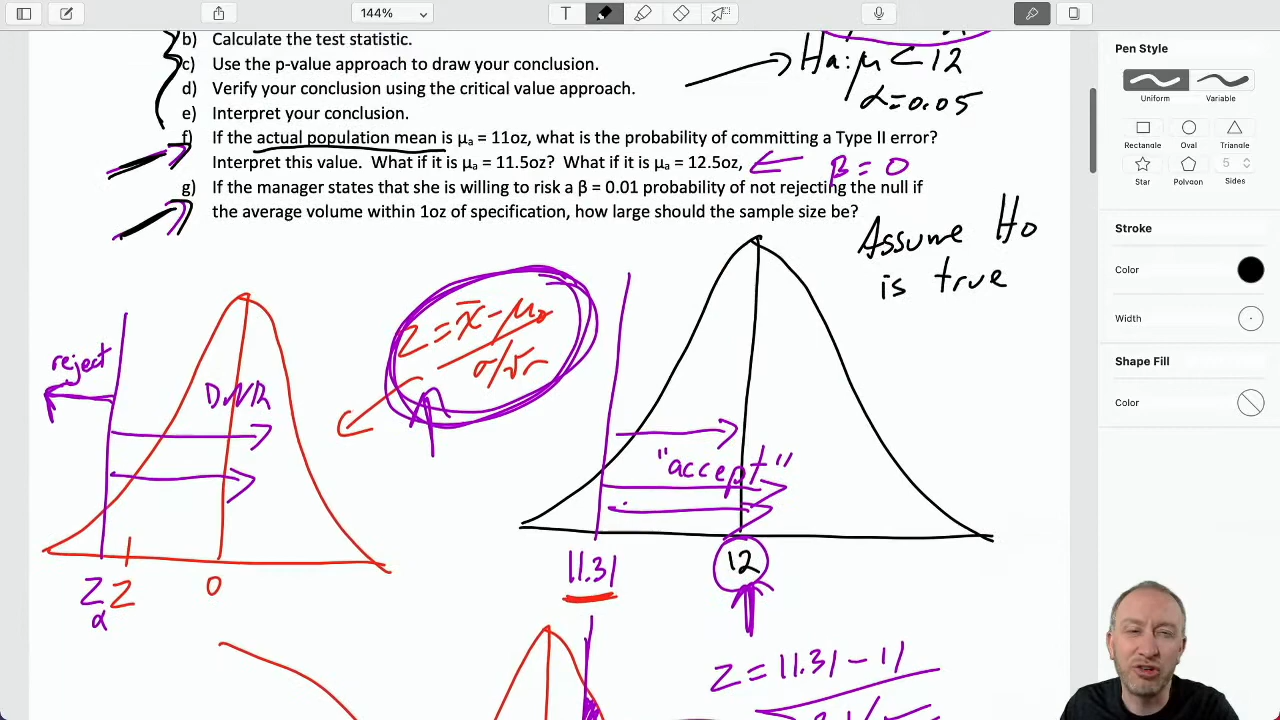 144%
T
b) Calculate the test statistic.
c) Use the p-value approach to draw your conclusion.
d) Verify your conclusion using the critical value approach.
e) Interpret your conclusion.
f) If the actual population mean is μₐ = 11oz, what is the probability of committing a Type II error?
Interpret this value. What if it is μₐ = 11.5oz? What if it is μₐ = 12.5oz,
g) If the manager states that she is willing to risk a β = 0.01 probability of not rejecting the null if
the average volume within 1oz of specification, how large should the sample size be?
Ha: μ < 12
α=0.05
β = 0
Assume H0
is true
reject
DNR
Z = x̄ - μ0
σ/√n
"accept"
Zα
Z
0
11.31
12
Z = 11.31 - 11
Pen Style
Uniform
Variable
Rectangle
Oval
Triangle
Star
Polygon
5
Sides
Stroke
Color
Width
Shape Fill
Color